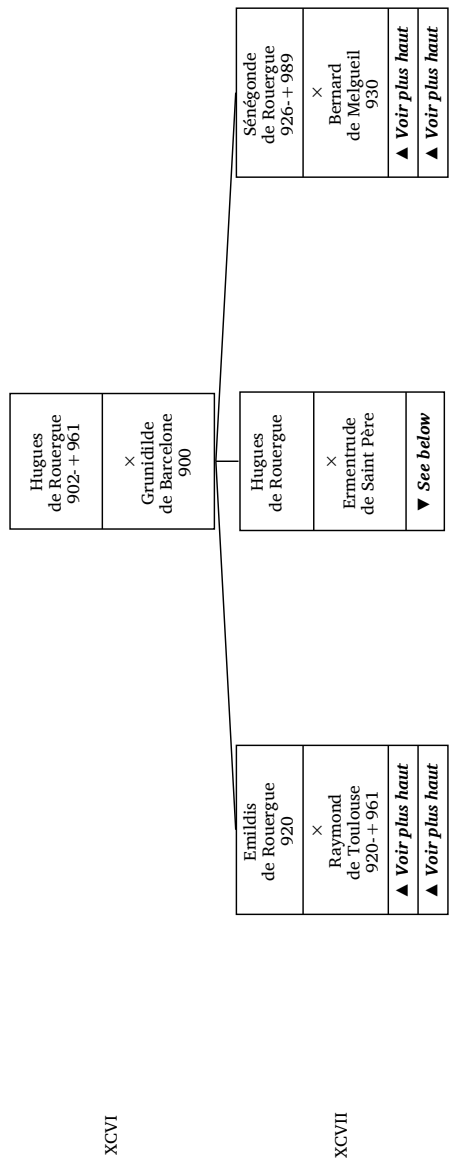 XCVI
Hugues
de Rouergue
902-+ 961
×
Grunidilde
de Barcelone
900
XCVII
Emildis
de Rouergue
920
×
Raymond
de Toulouse
920-+ 961
▲ Voir plus haut
▲ Voir plus haut
Hugues
de Rouergue
×
Ermentrude
de Saint Père
▼ See below
Sénégonde
de Rouergue
926-+ 989
×
Bernard
de Melgueil
930
▲ Voir plus haut
▲ Voir plus haut